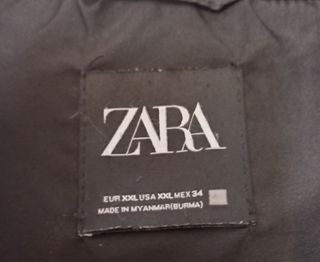 ZARA
EUR XXL USA XXL MEX 34
MADE IN MYANMAR(BURMA)